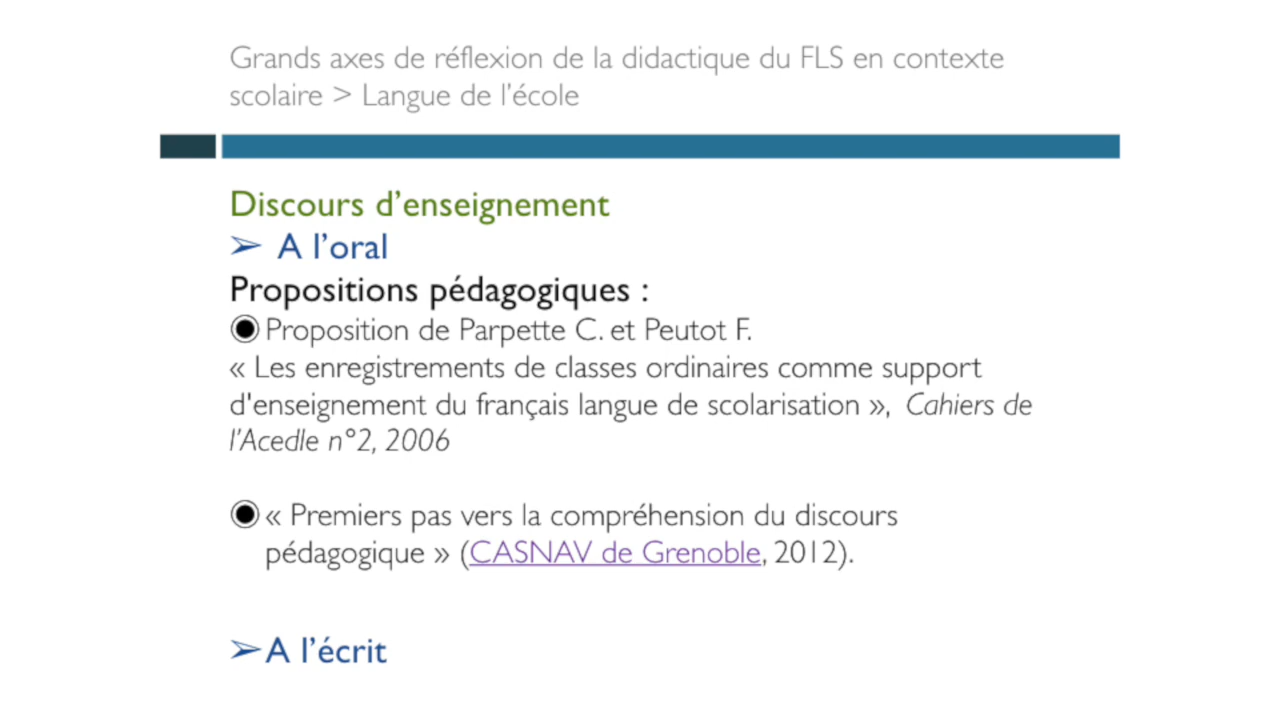 Grands axes de réflexion de la didactique du FLS en contexte
scolaire > Langue de l’école
Discours d’enseignement
➢ A l’oral
Propositions pédagogiques :
◉ Proposition de Parpette C. et Peutot F.
« Les enregistrements de classes ordinaires comme support
d'enseignement du français langue de scolarisation », Cahiers de
l’Acedle n°2, 2006
◉ « Premiers pas vers la compréhension du discours
pédagogique » (CASNAV de Grenoble, 2012).
➢ A l’écrit